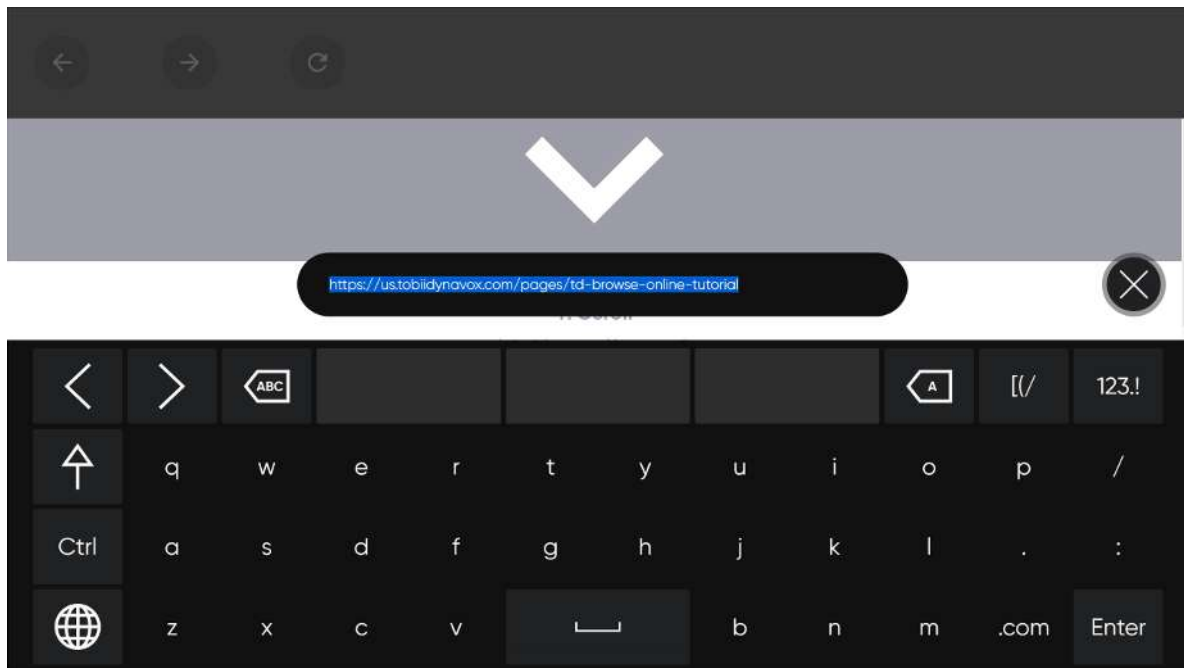 https://us.tobiidynavox.com/pages/td-browse-online-tutorial
ABC A [(/ 123.!
q w e r t y u i o p /
Ctrl a s d f g h j k l . :
z x c v b n m .com Enter